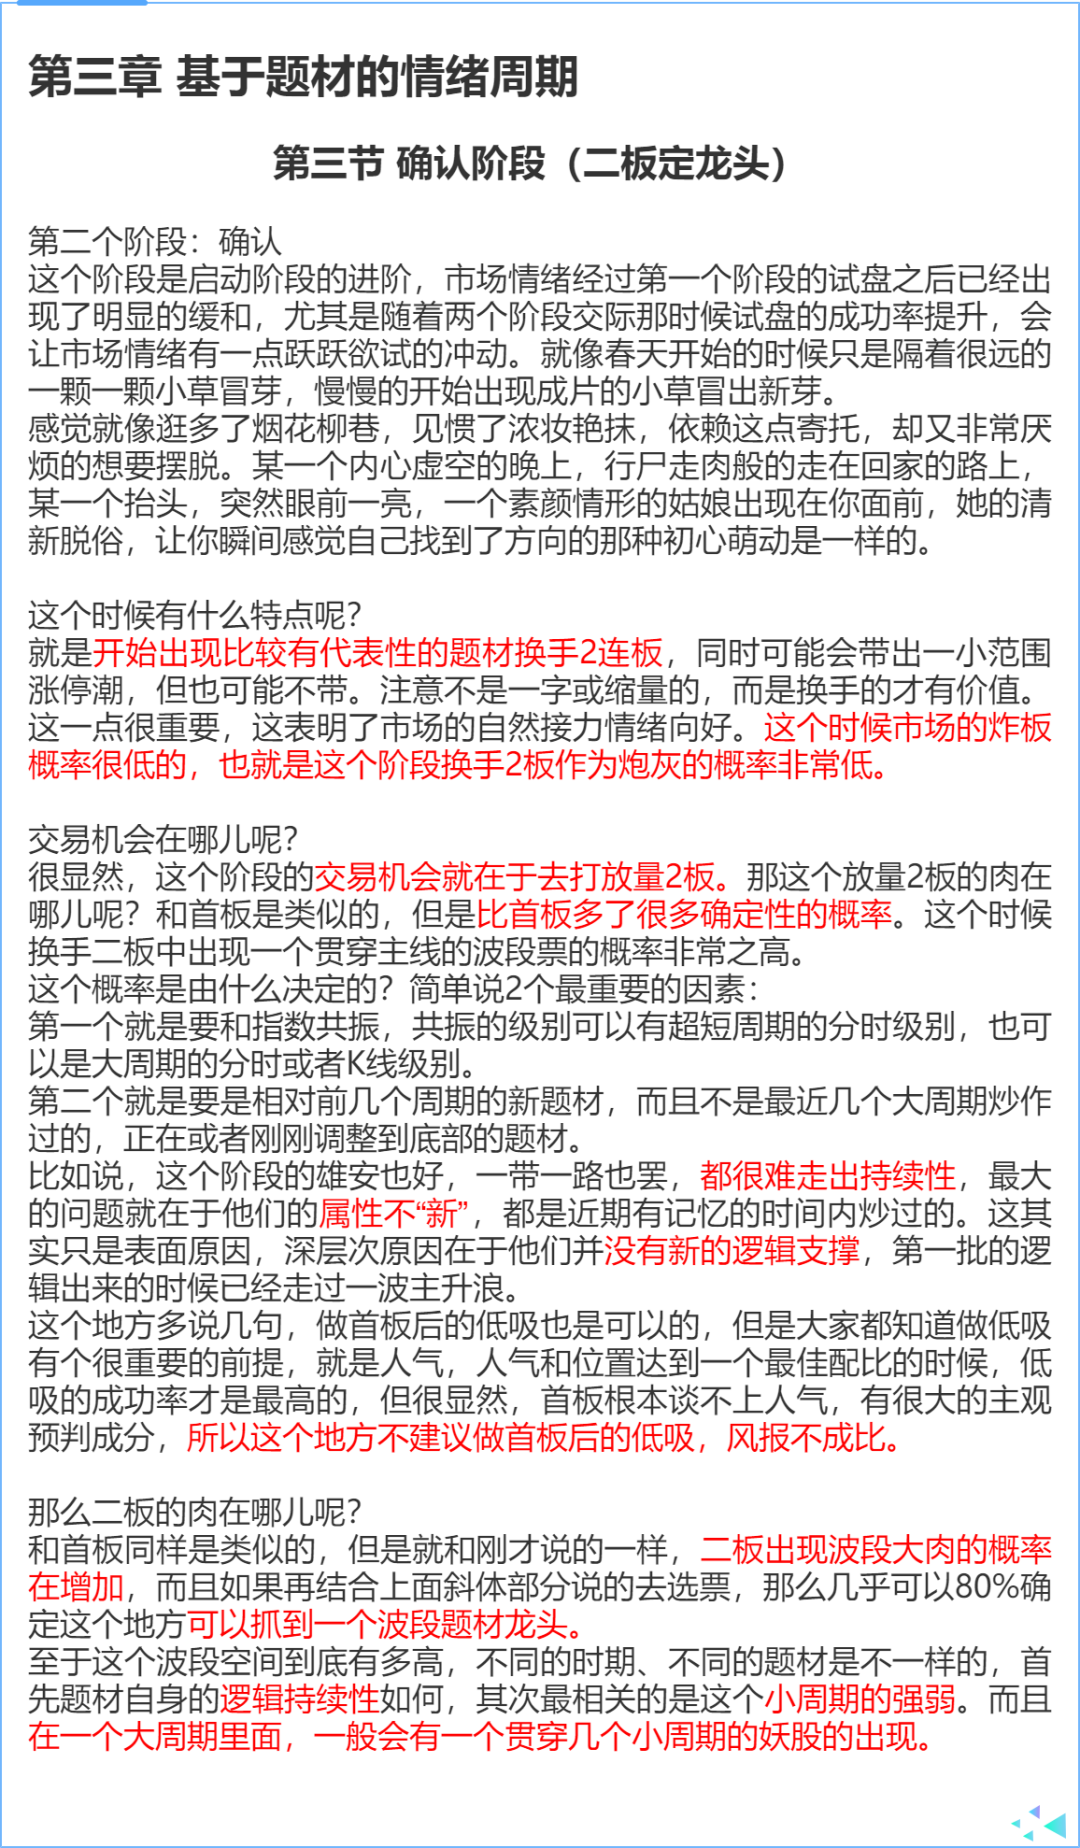 第三章 基于题材的情绪周期
第三节 确认阶段（二板定龙头）
第二个阶段：确认
这个阶段是启动阶段的进阶，市场情绪经过第一个阶段的试盘之后已经出
现了明显的缓和，尤其是随着两个阶段交际那时候试盘的成功率提升，会
让市场情绪有一点跃跃欲试的冲动。就像春天开始的时候只是隔着很远的
一颗一颗小草冒芽，慢慢的开始出现成片的小草冒出新芽。
感觉就像逛多了烟花柳巷，见惯了浓妆艳抹，依赖这点寄托，却又非常厌
烦的想要摆脱。某一个内心虚空的晚上，行尸走肉般的走在回家的路上，
某一个抬头，突然眼前一亮，一个素颜情形的姑娘出现在你面前，她的清
新脱俗，让你瞬间感觉自己找到了方向的那种初心萌动是一样的。
这个时候有什么特点呢？
就是开始出现比较有代表性的题材换手2连板，同时可能会带出一小范围
涨停潮，但也可能不带。注意不是一字或缩量的，而是换手的才有价值。
这一点很重要，这表明了市场的自然接力情绪向好。这个时候市场的炸板
概率很低的，也就是这个阶段换手2板作为炮灰的概率非常低。
交易机会在哪儿呢？
很显然，这个阶段的交易机会就在于去打放量2板。那这个放量2板的肉在
哪儿呢？和首板是类似的，但是比首板多了很多确定性的概率。这个时候
换手二板中出现一个贯穿主线的波段票的概率非常之高。
这个概率是由什么决定的？简单说2个最重要的因素：
第一个就是要和指数共振，共振的级别可以有超短周期的分时级别，也可
以是大周期的分时或者K线级别。
第二个就是要是相对前几个周期的新题材，而且不是最近几个大周期炒作
过的，正在或者刚刚调整到底部的题材。
比如说，这个阶段的雄安也好，一带一路也罢，都很难走出持续性，最大
的问题就在于他们的属性不“新”，都是近期有记忆的时间内炒过的。这其
实只是表面原因，深层次原因在于他们并没有新的逻辑支撑，第一批的逻
辑出来的时候已经走过一波主升浪。
这个地方多说几句，做首板后的低吸也是可以的，但是大家都知道做低吸
有个很重要的前提，就是人气，人气和位置达到一个最佳配比的时候，低
吸的成功率才是最高的，但很显然，首板根本谈不上人气，有很大的主观
预判成分，所以这个地方不建议做首板后的低吸，风报不成比。
那么二板的肉在哪儿呢？
和首板同样是类似的，但是就和刚才说的一样，二板出现波段大肉的概率
在增加，而且如果再结合上面斜体部分说的去选票，那么几乎可以80%确
定这个地方可以抓到一个波段题材龙头。
至于这个波段空间到底有多高，不同的时期、不同的题材是不一样的，首
先题材自身的逻辑持续性如何，其次最相关的是这个小周期的强弱。而且
在一个大周期里面，一般会有一个贯穿几个小周期的妖股的出现。